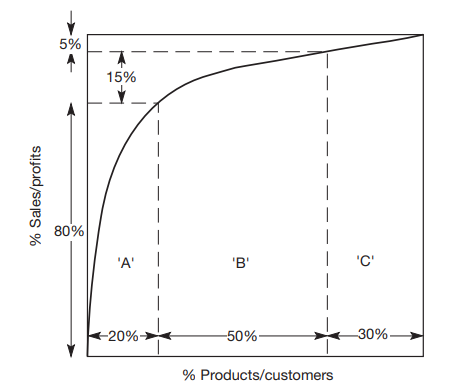 5%
15%
% Sales/profits
80%
'A'
'B'
'C'
20%
50%
30%
% Products/customers